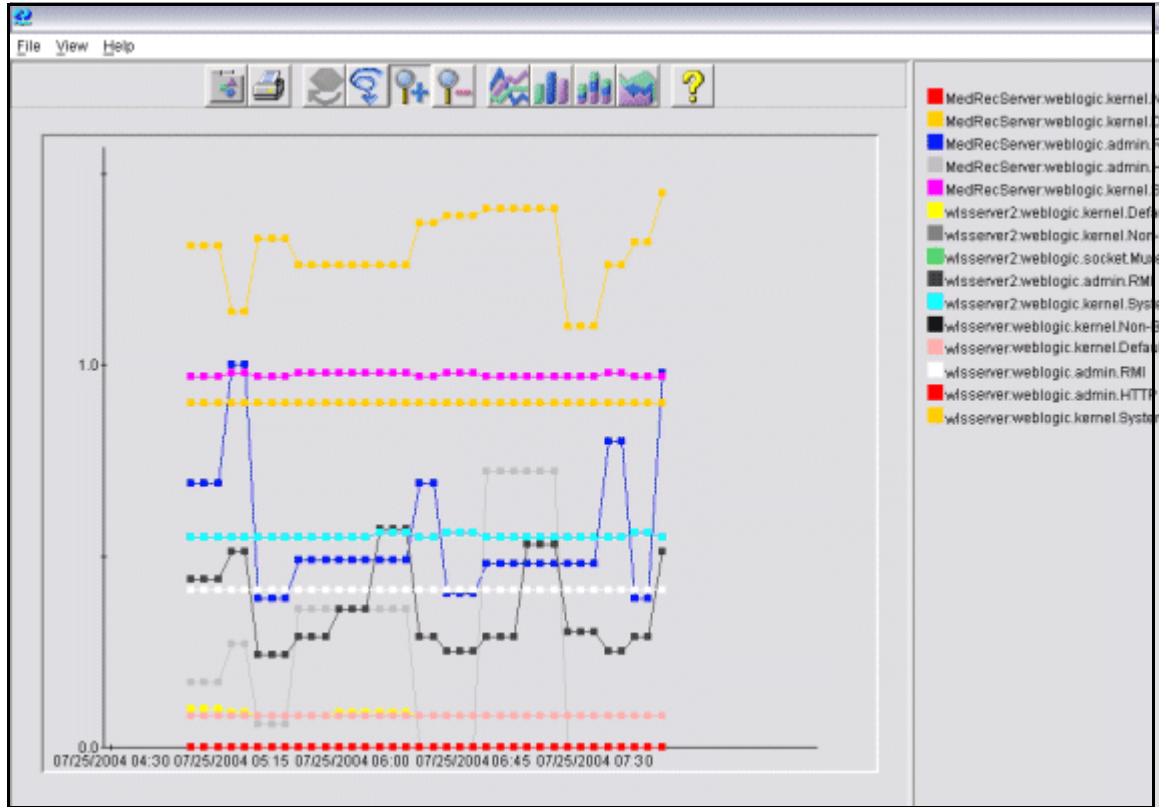 File View Help
MedRecServer:weblogic.kernel.
MedRecServer:weblogic.kernel.
MedRecServer:weblogic.admin.
MedRecServer:weblogic.admin.
MedRecServer:weblogic.kernel.
wlsserver2:weblogic.kernel.Defa
wlsserver2:weblogic.kernel.Non-
wlsserver2:weblogic.socket.Mux
wlsserver2:weblogic.admin.RMI
wlsserver2:weblogic.kernel.Syste
wlsserver:weblogic.kernel.Non-S
wlsserver:weblogic.kernel.Defau
wlsserver:weblogic.admin.RMI
wlsserver:weblogic.admin.HTTP
wlsserver:weblogic.kernel.System
1.0
0.0
07/25/2004 04:30 07/25/2004 05:15 07/25/2004 06:00 07/25/2004 06:45 07/25/2004 07:30